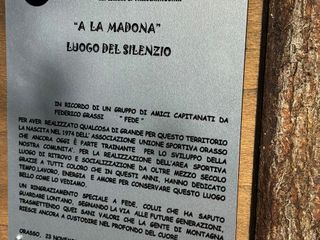 "A LA MADONA"
LUOGO DEL SILENZIO
IN RICORDO DI UN GRUPPO DI AMICI CAPITANATI DA
FEDERICO GRASSI "FEDE"
PER AVER REALIZZATO QUALCOSA DI GRANDE PER QUESTO TERRITORIO
LA NASCITA NEL 1974 DELL'ASSOCIAZIONE UNIONE SPORTIVA ORASSO
CHE ANCORA OGGI È PARTE TRAINANTE PER LO SVILUPPO DELLA
NOSTRA COMUNITA'. PER LA REALIZZAZIONE DELL'AREA SPORTIVA
LUOGO DI RITROVO E SOCIALIZZAZIONE DA OLTRE MEZZO SECOLO
GRAZIE A TUTTI COLORO CHE IN QUESTI ANNI, HANNO DEDICATO
TEMPO, LAVORO, ENERGIA E AMORE PER CONSERVARE QUESTO LUOGO
BELLO COME LO VEDIAMO.
UN RINGRAZIAMENTO SPECIALE A FEDE, COLUI CHE HA SAPUTO
GUARDARE LONTANO, SEGNANDO LA VIA ALLE FUTURE GENERAZIONI,
TRASMETTENDO QUEI SANI VALORI CHE LA GENTE DI MONTAGNA
RIESCE ANCORA A CUSTODIRE NEL PROFONDO DEL CUORE
ORASSO, 23 NOVEM